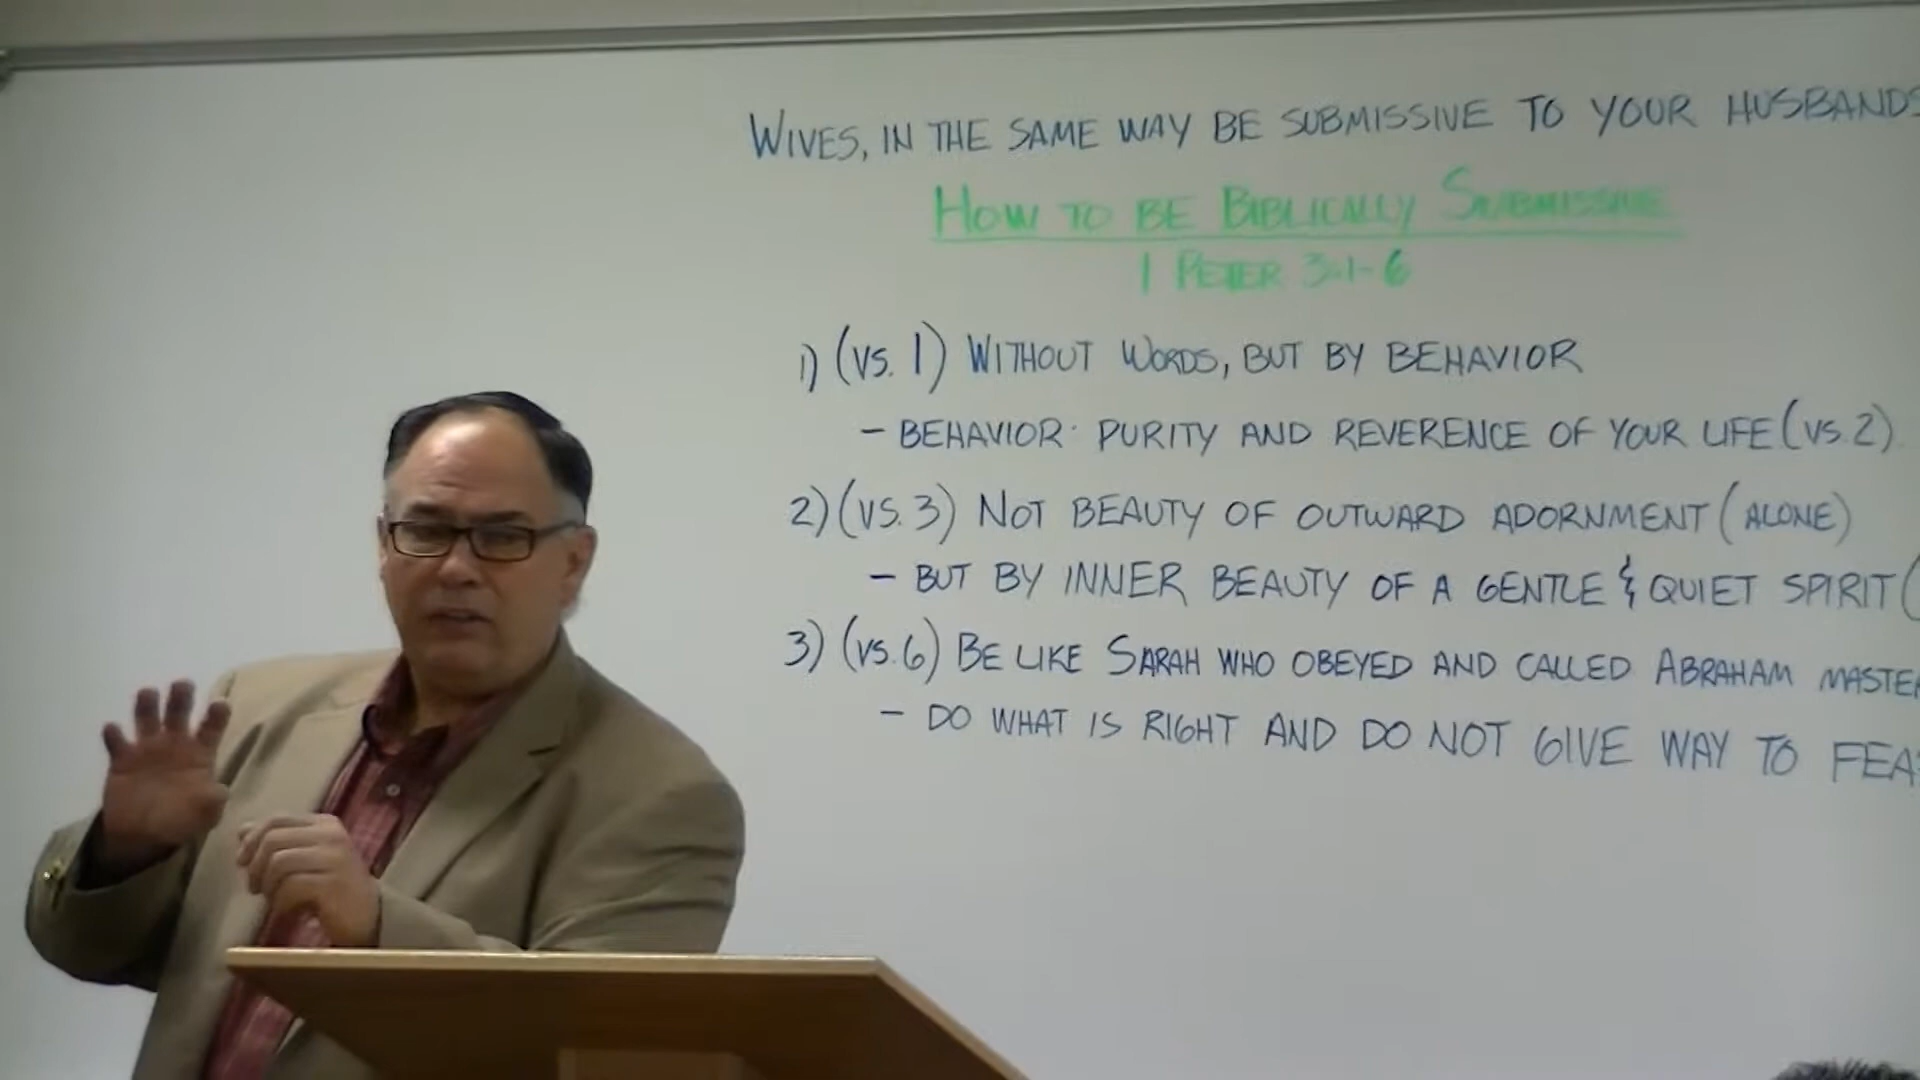 WIVES, IN THE SAME WAY BE SUBMISSIVE TO YOUR HUSBANDS
HOW TO BE BIBLICALLY SUBMISSIVE
1 PETER 3:1-6
1) (VS. 1) WITHOUT WORDS, BUT BY BEHAVIOR
- BEHAVIOR: PURITY AND REVERENCE OF YOUR LIFE (VS. 2)
2) (VS. 3) NOT BEAUTY OF OUTWARD ADORNMENT (ALONE)
- BUT BY INNER BEAUTY OF A GENTLE & QUIET SPIRIT (
3) (VS. 6) BE LIKE SARAH WHO OBEYED AND CALLED ABRAHAM MASTER
- DO WHAT IS RIGHT AND DO NOT GIVE WAY TO